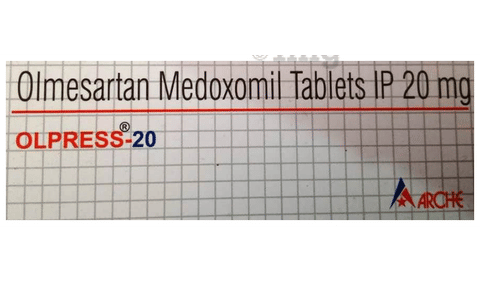 Olmesartan Medoxomil Tablets IP 20 mg
OLPRESS®-20
ARCHE